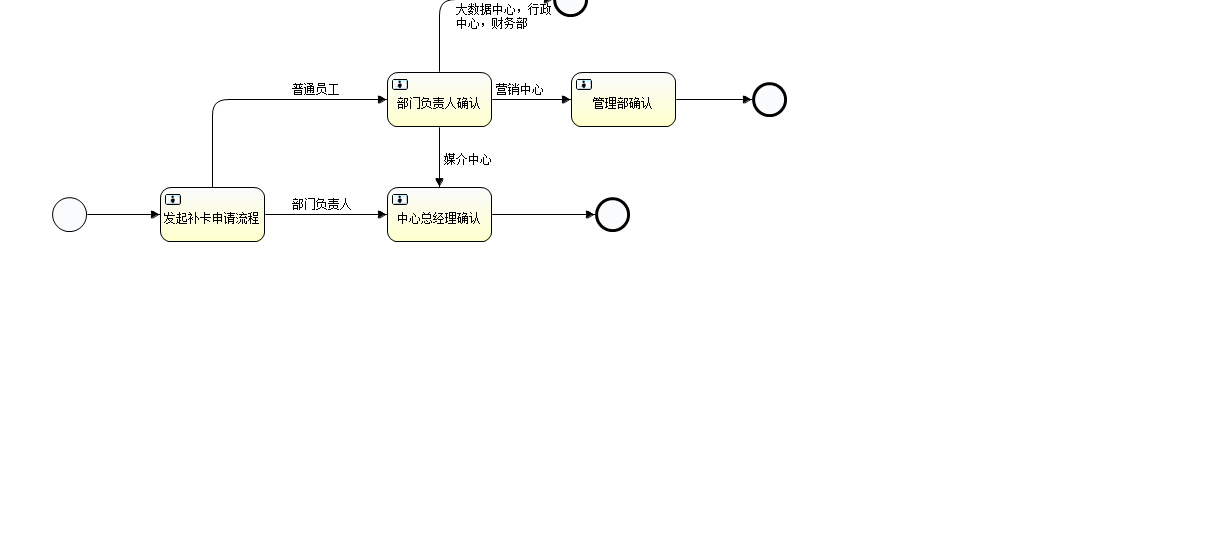 大数据中心，行政
中心，财务部
普通员工
部门负责人确认
营销中心
管理部确认
媒介中心
发起补卡申请流程
部门负责人
中心总经理确认